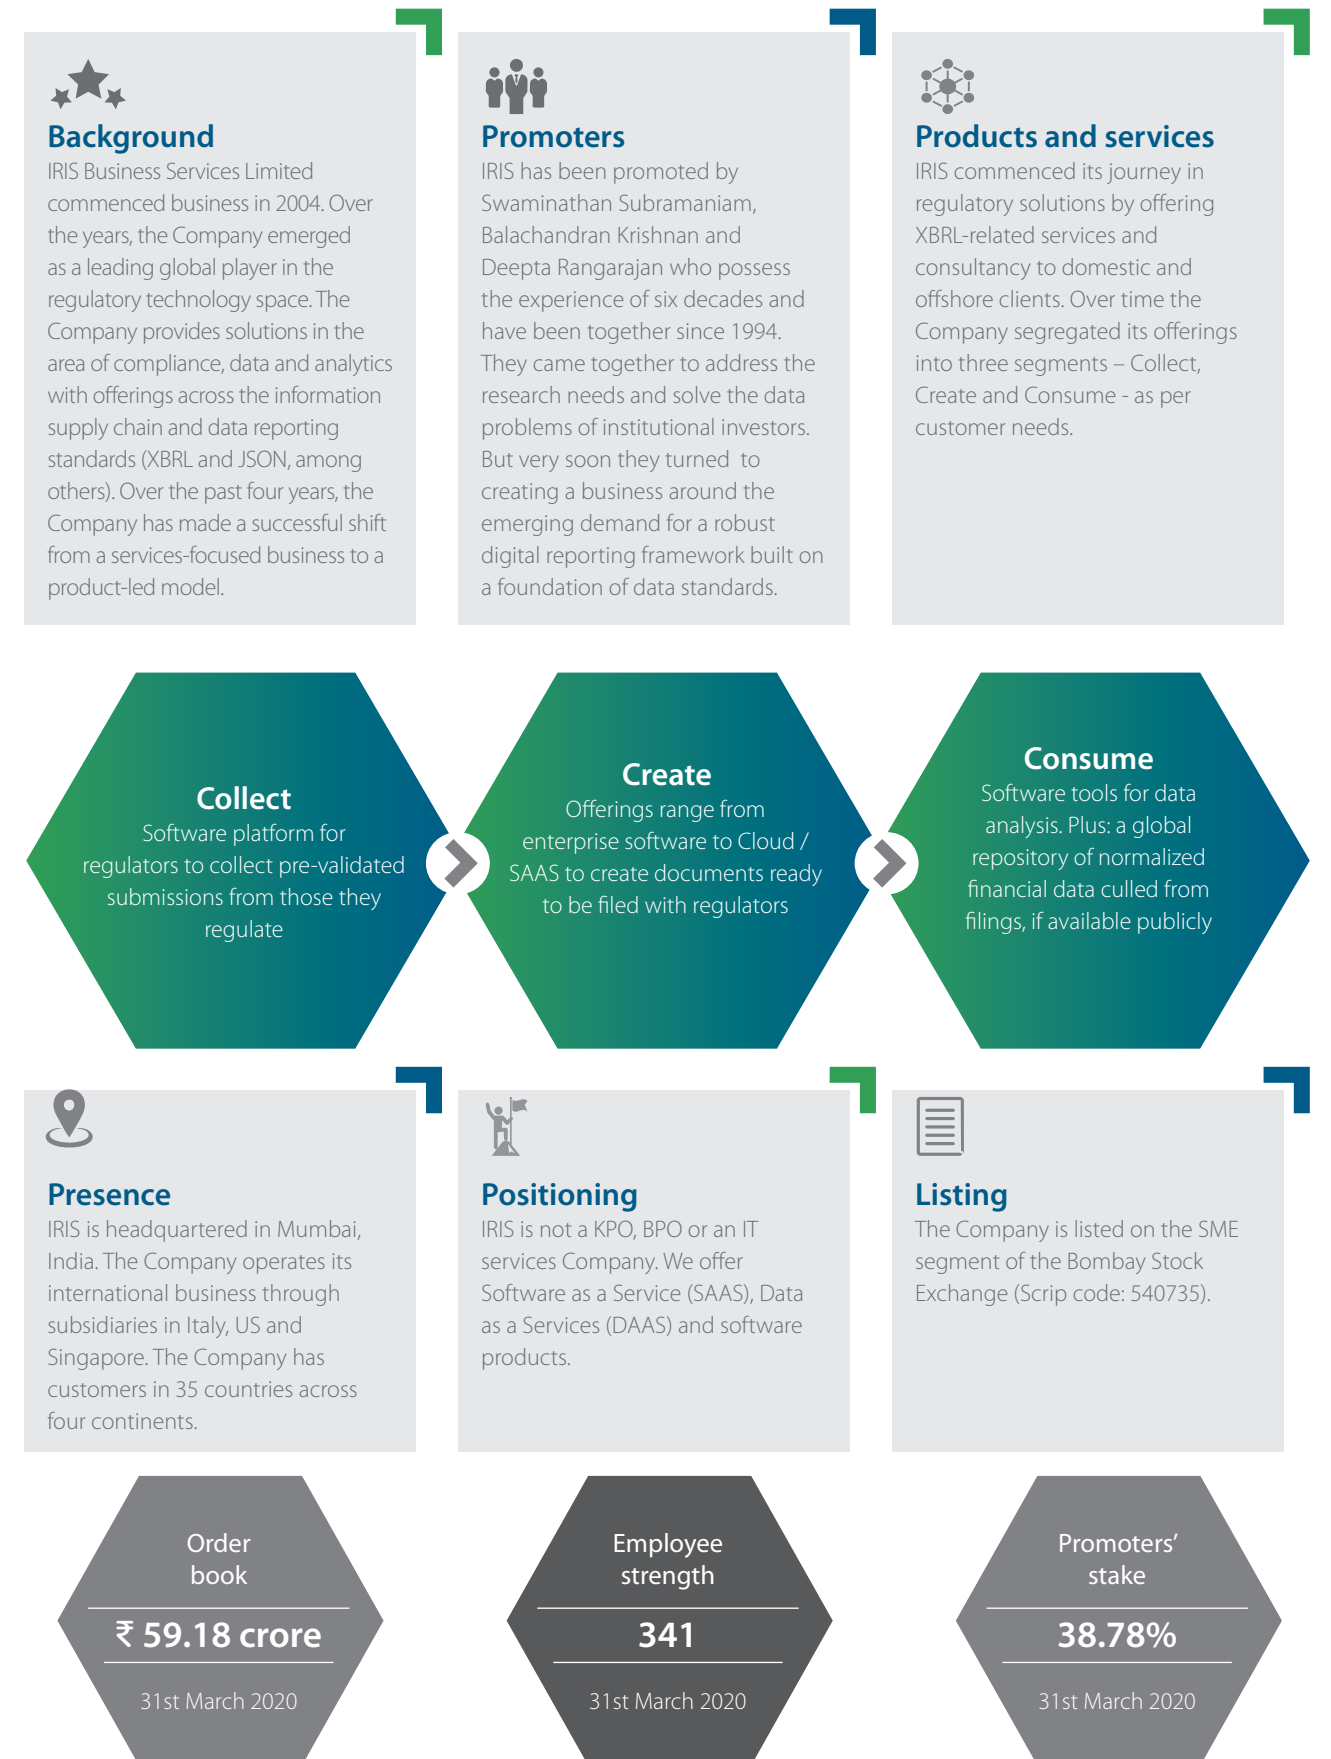 Background
IRIS Business Services Limited
commenced business in 2004. Over
the years, the Company emerged
as a leading global player in the
regulatory technology space. The
Company provides solutions in the
area of compliance, data and analytics
with offerings across the information
supply chain and data reporting
standards (XBRL and JSON, among
others). Over the past four years, the
Company has made a successful shift
from a services-focused business to a
product-led model.
Promoters
IRIS has been promoted by
Swaminathan Subramaniam,
Balachandran Krishnan and
Deepta Rangarajan who possess
the experience of six decades and
have been together since 1994.
They came together to address the
research needs and solve the data
problems of institutional investors.
But very soon they turned  to
creating a business around the
emerging demand for a robust
digital reporting framework built on
a foundation of data standards.
Products and services
IRIS commenced its journey in
regulatory solutions by offering
XBRL-related services and
consultancy to domestic and
offshore clients. Over time the
Company segregated its offerings
into three segments – Collect,
Create and Consume - as per
customer needs.
Collect
Software platform for
regulators to collect pre-validated
submissions from those they
regulate
Create
Offerings range from
enterprise software to Cloud /
SAAS to create documents ready
to be filed with regulators
Consume
Software tools for data
analysis. Plus: a global
repository of normalized
financial data culled from
filings, if available publicly
Presence
IRIS is headquartered in Mumbai,
India. The Company operates its
international business through
subsidiaries in Italy, US and
Singapore. The Company has
customers in 35 countries across
four continents.
Positioning
IRIS is not a KPO, BPO or an IT
services Company. We offer
Software as a Service (SAAS), Data
as a Services (DAAS) and software
products.
Listing
The Company is listed on the SME
segment of the Bombay Stock
Exchange (Scrip code: 540735).
Order
book
₹ 59.18 crore
31st March 2020
Employee
strength
341
31st March 2020
Promoters’
stake
38.78%
31st March 2020